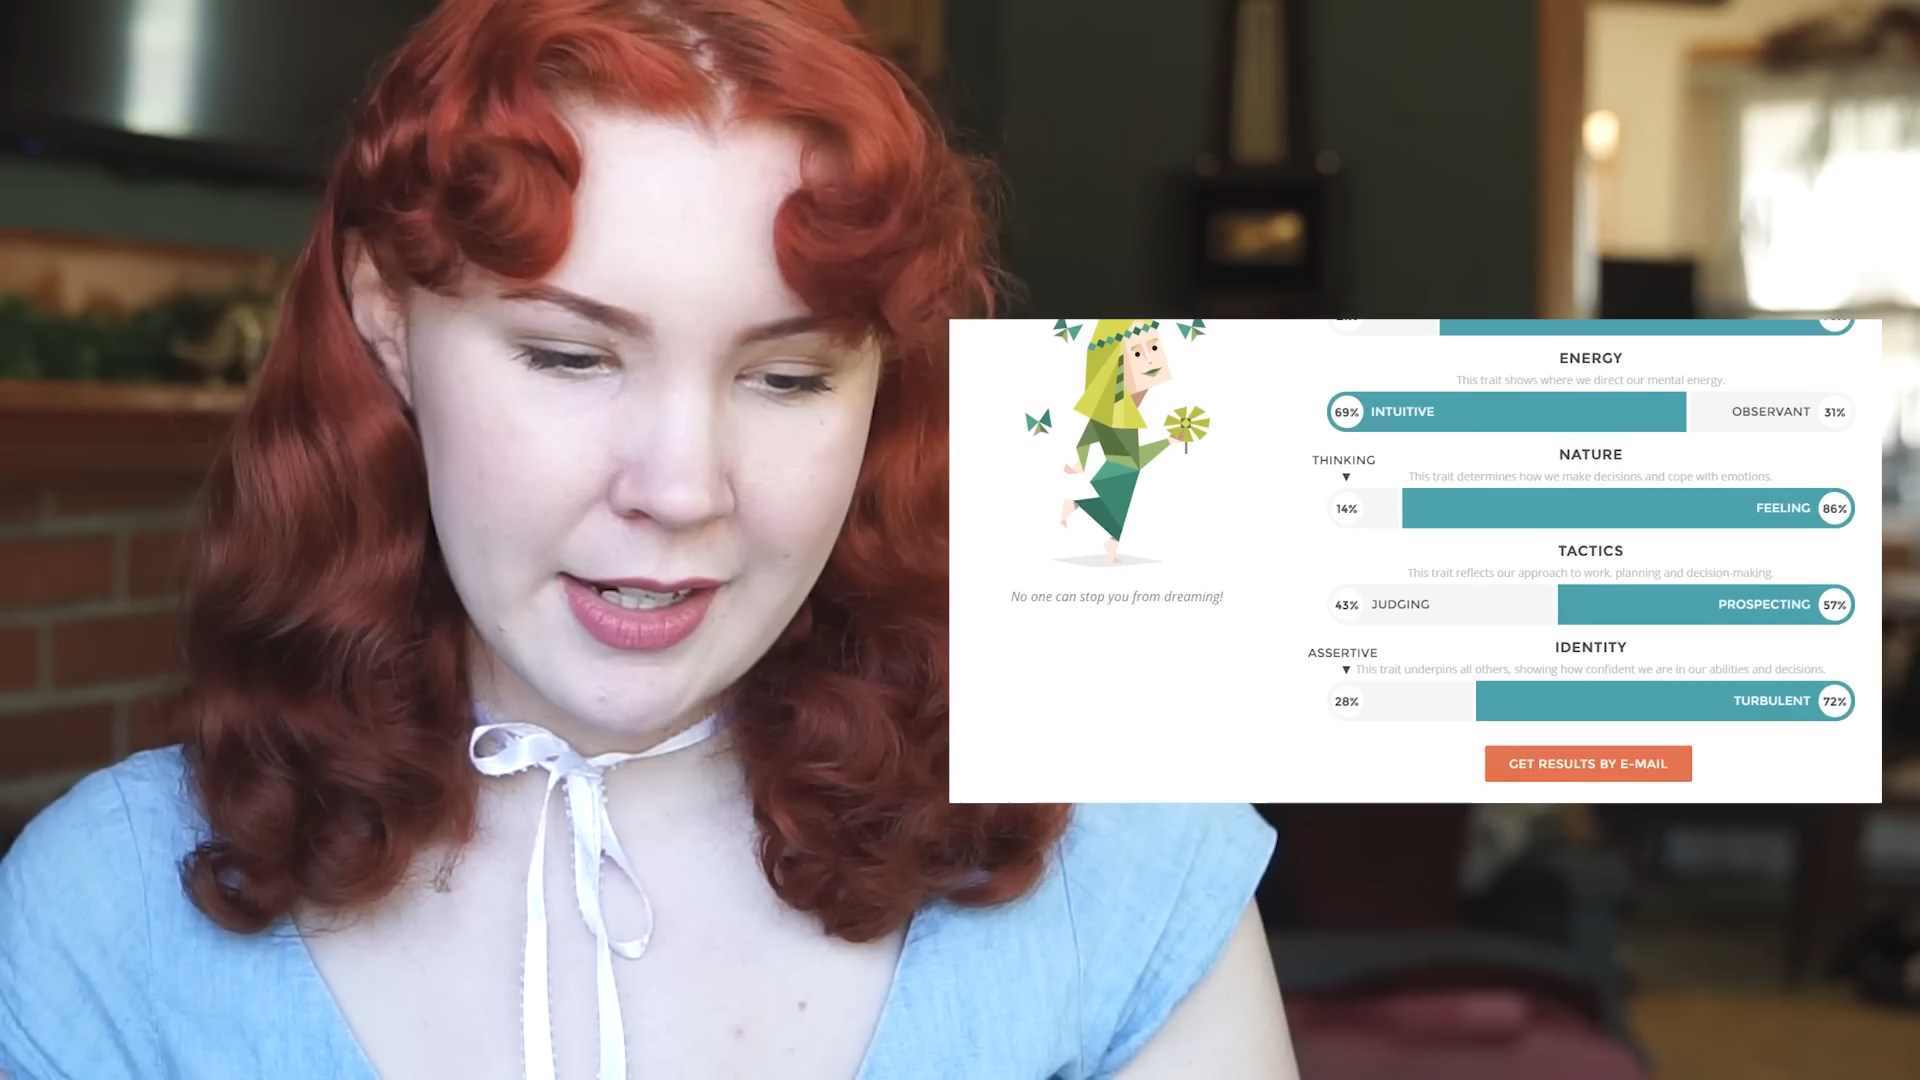 ENERGY
This trait shows where we direct our mental energy.
69% INTUITIVE OBSERVANT 31%
THINKING
NATURE
This trait determines how we make decisions and cope with emotions.
14% FEELING 86%
TACTICS
This trait reflects our approach to work, planning and decision-making.
43% JUDGING PROSPECTING 57%
ASSERTIVE
IDENTITY
This trait underpins all others, showing how confident we are in our abilities and decisions.
28% TURBULENT 72%
GET RESULTS BY E-MAIL
No one can stop you from dreaming!